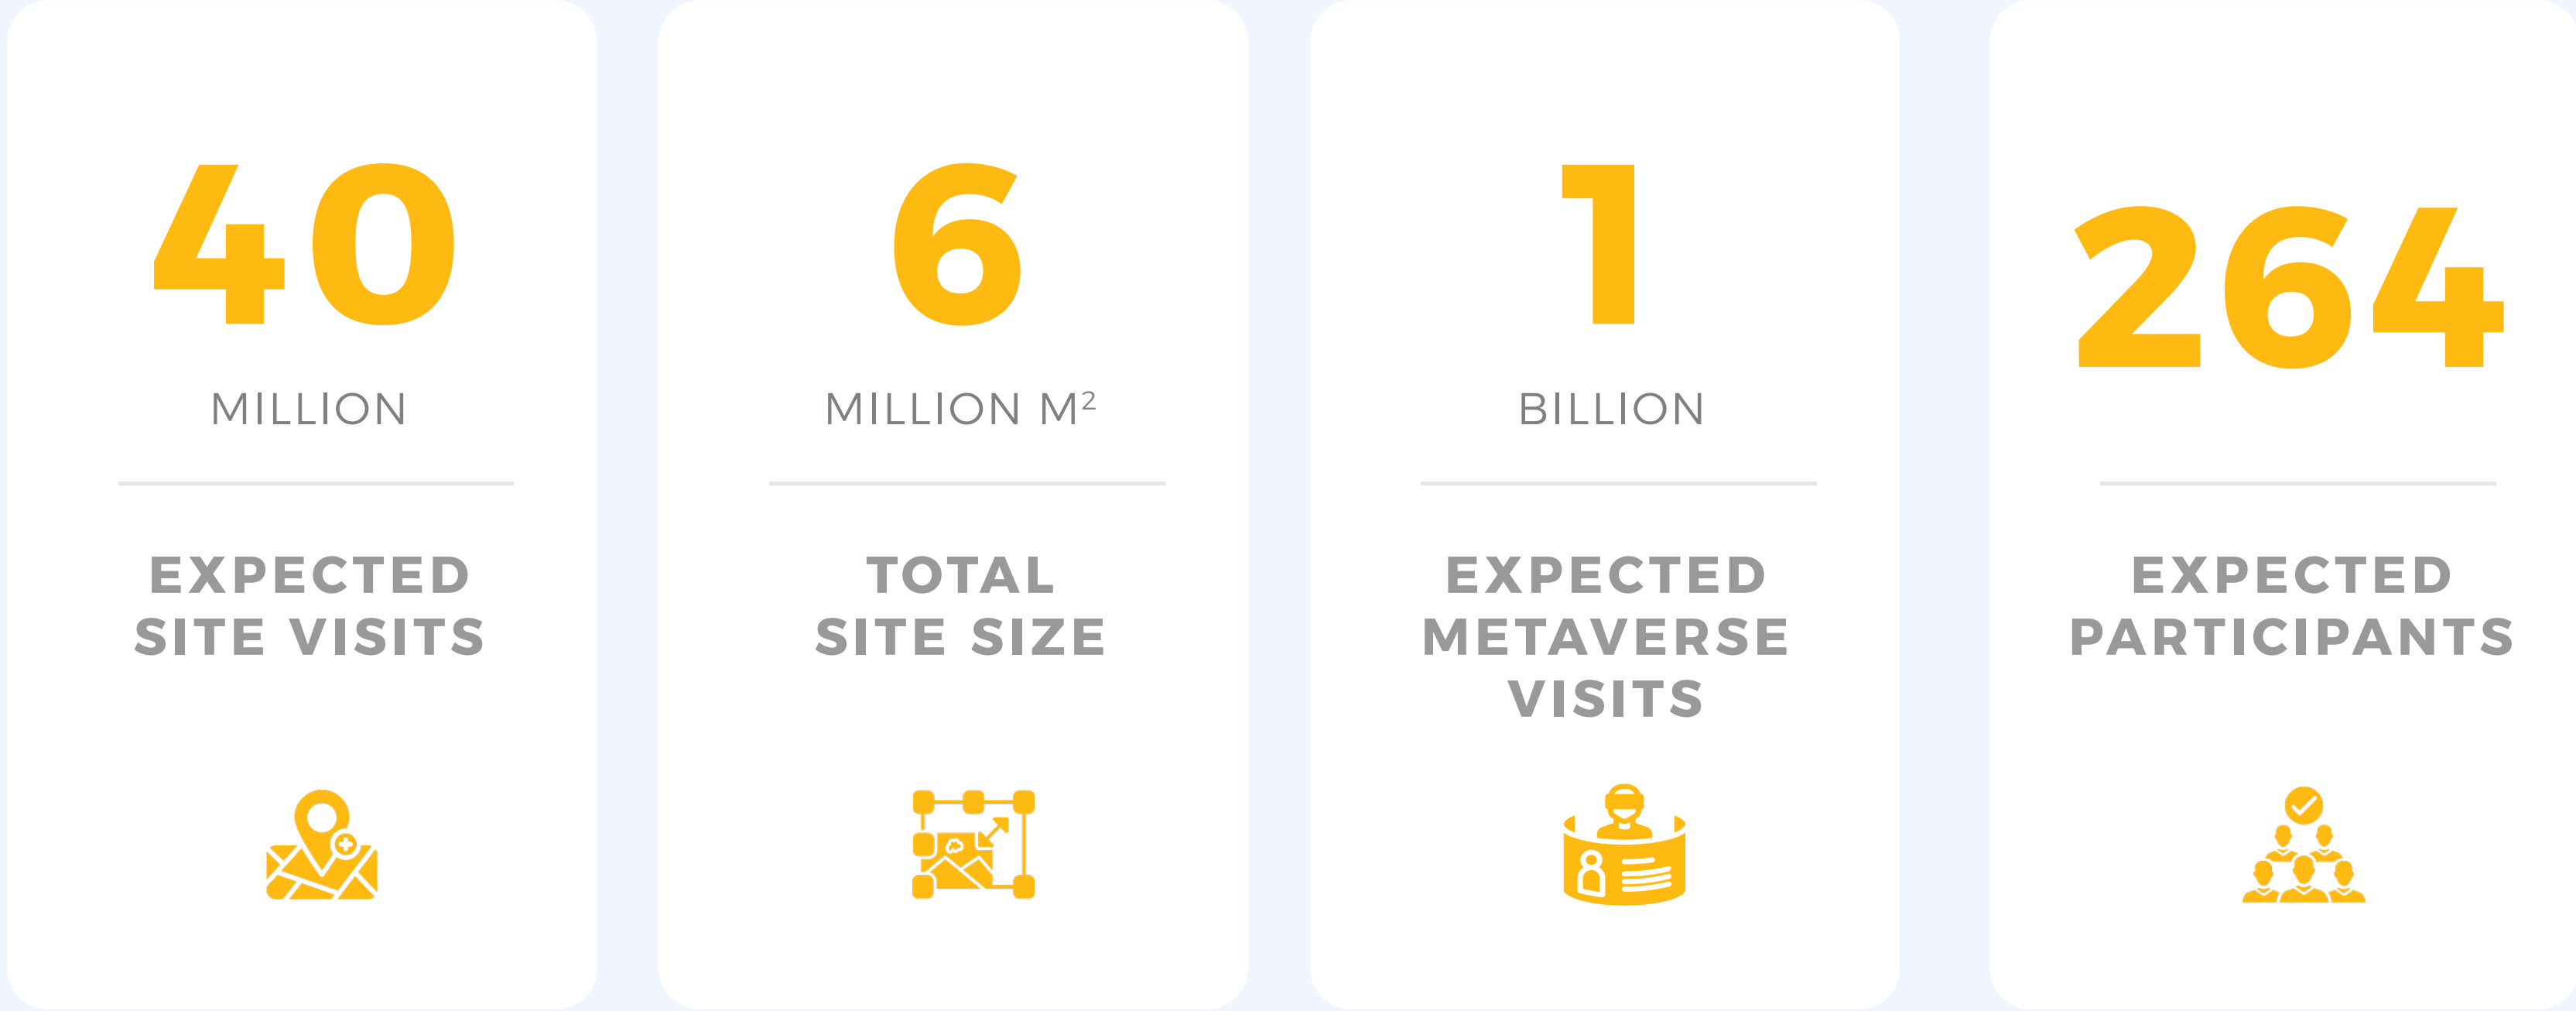 40
MILLION
EXPECTED
SITE VISITS
6
MILLION M²
TOTAL
SITE SIZE
1
BILLION
EXPECTED
METAVERSE
VISITS
264
EXPECTED
PARTICIPANTS